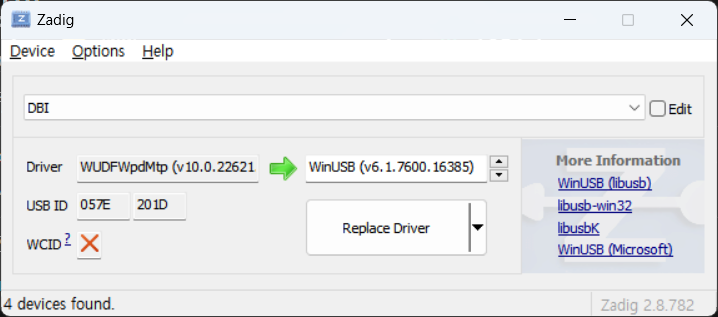 Zadig
Device Options Help
DBI
Edit
Driver WUDFWpdMtp (v10.0.22621 WinUSB (v6.1.7600.16385)
USB ID 057E 201D
WCID ?
Replace Driver
More Information
WinUSB (libusb)
libusb-win32
libusbK
WinUSB (Microsoft)
4 devices found.
Zadig 2.8.782